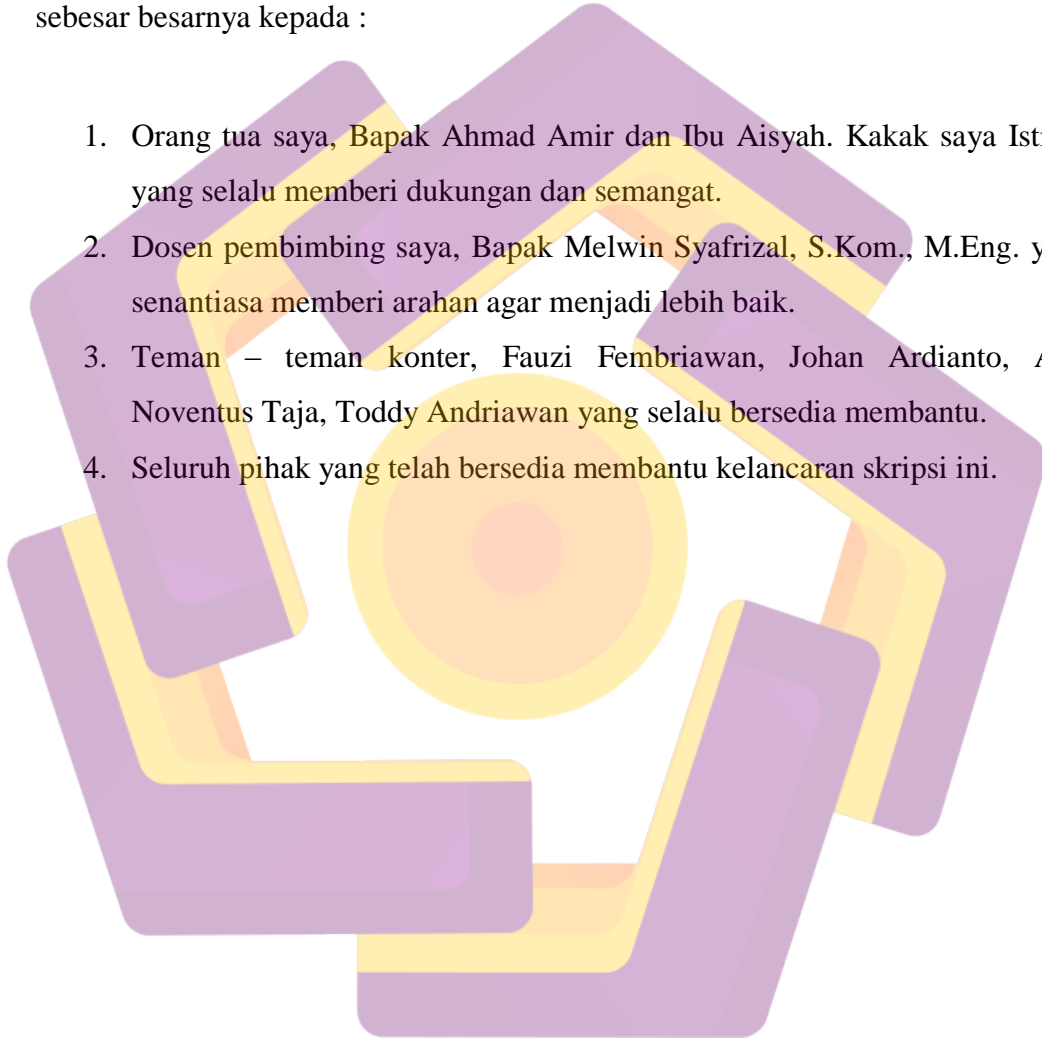 sebesar besarnya kepada :
1. Orang tua saya, Bapak Ahmad Amir dan Ibu Aisyah. Kakak saya
yang selalu memberi dukungan dan semangat.
2. Dosen pembimbing saya, Bapak Melwin Syafrizal, S.Kom., M.Eng.
senantiasa memberi arahan agar menjadi lebih baik.
3. Teman – teman konter, Fauzi Fembriawan, Johan Ardianto,
Noventus Taja, Toddy Andriawan yang selalu bersedia membantu.
4. Seluruh pihak yang telah bersedia membantu kelancaran skripsi ini.